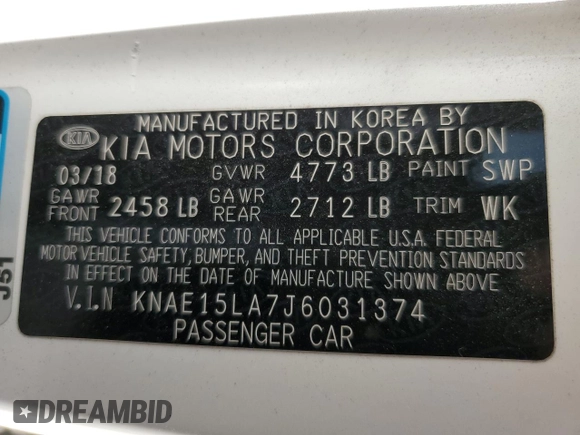 MANUFACTURED IN KOREA BY
KIA KIA MOTORS CORPORATION
03/18 GVWR 4773 LB PAINT SWP
GAWR FRONT 2458 LB GAWR REAR 2712 LB TRIM WK
THIS VEHICLE CONFORMS TO ALL APPLICABLE U.S.A. FEDERAL
MOTOR VEHICLE SAFETY, BUMPER, AND THEFT PREVENTION STANDARDS
IN EFFECT ON THE DATE OF MANUFACTURE SHOWN ABOVE
V.I.N KNAE15LA7J6031374
PASSENGER CAR
J51
DREAMBID